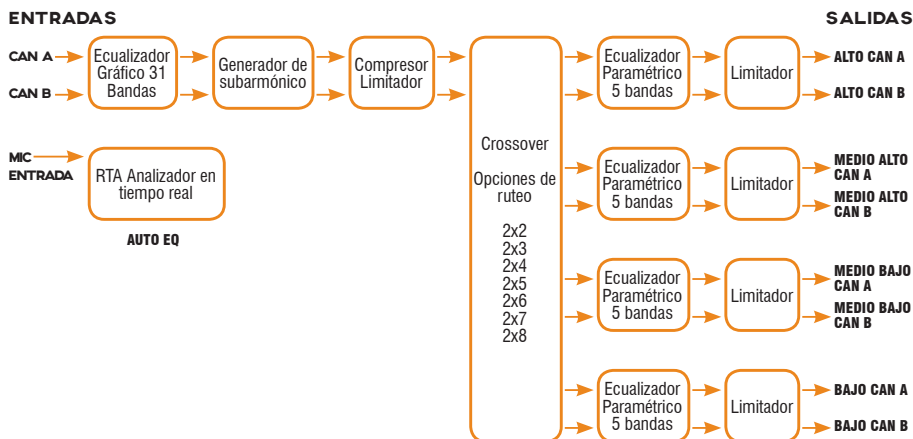 ENTRADAS
SALIDAS
CAN A
CAN B
Ecualizador
Gráfico 31
Bandas
Generador de
subarmónico
Compresor
Limitador
MIC
ENTRADA
RTA Analizador en
tiempo real
AUTO EQ
Crossover
Opciones de
ruteo
2x2
2x3
2x4
2x5
2x6
2x7
2x8
Ecualizador
Paramétrico
5 bandas
Limitador
ALTO CAN A
ALTO CAN B
Ecualizador
Paramétrico
5 bandas
Limitador
MEDIO ALTO
CAN A
MEDIO ALTO
CAN B
Ecualizador
Paramétrico
5 bandas
Limitador
MEDIO BAJO
CAN A
MEDIO BAJO
CAN B
Ecualizador
Paramétrico
5 bandas
Limitador
BAJO CAN A
BAJO CAN B